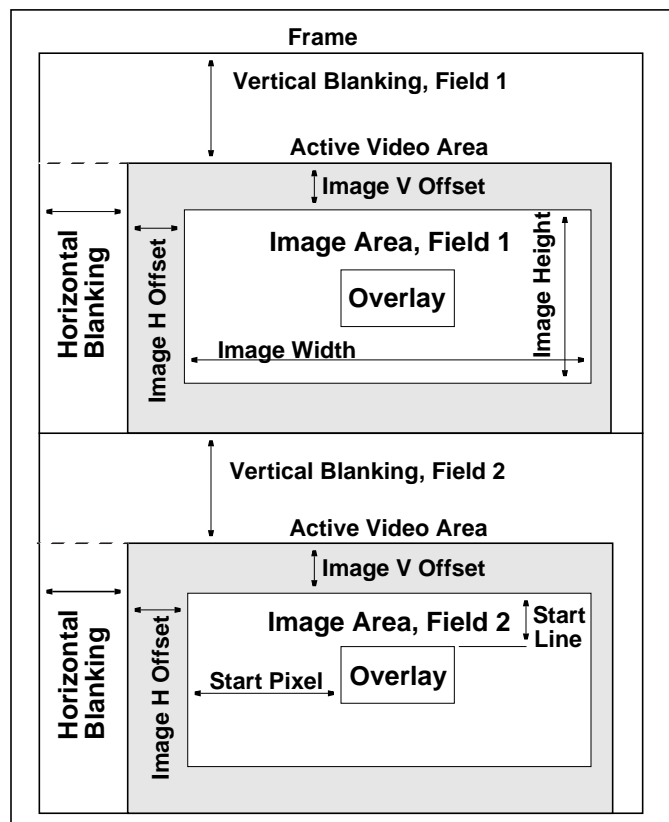 Frame
Vertical Blanking, Field 1
Active Video Area
Image V Offset
Horizontal
Blanking
Image H Offset
Image Area, Field 1
Image Height
Overlay
Image Width
Vertical Blanking, Field 2
Active Video Area
Image V Offset
Horizontal
Blanking
Image H Offset
Image Area, Field 2
Start
Line
Start Pixel
Overlay